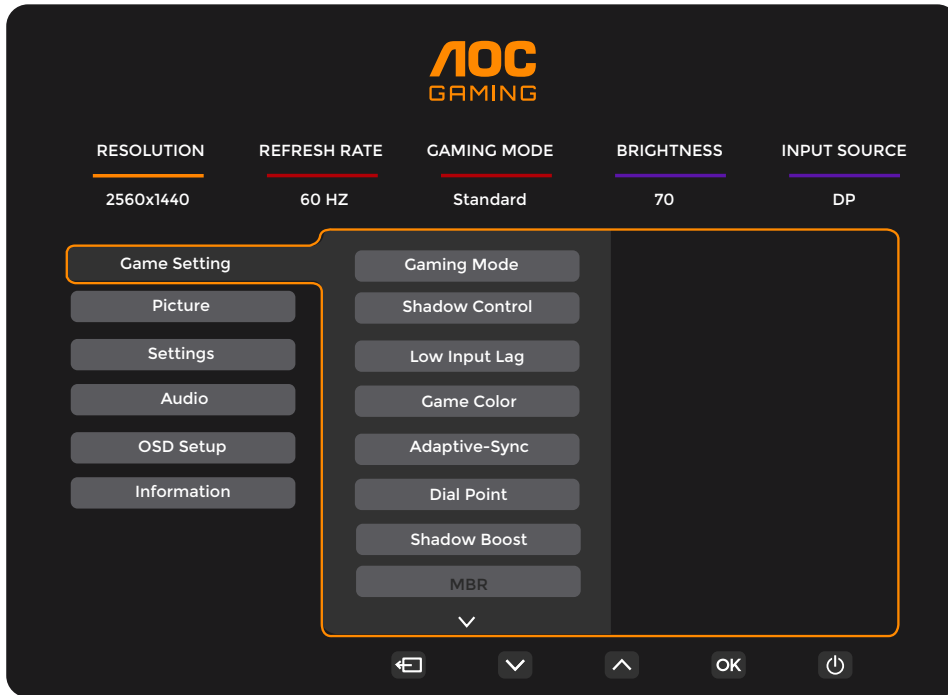 AOC
GAMING
RESOLUTION REFRESH RATE GAMING MODE BRIGHTNESS INPUT SOURCE
2560x1440 60 HZ Standard 70 DP
Game Setting
Picture
Settings
Audio
OSD Setup
Information
Gaming Mode
Shadow Control
Low Input Lag
Game Color
Adaptive-Sync
Dial Point
Shadow Boost
MBR
OK